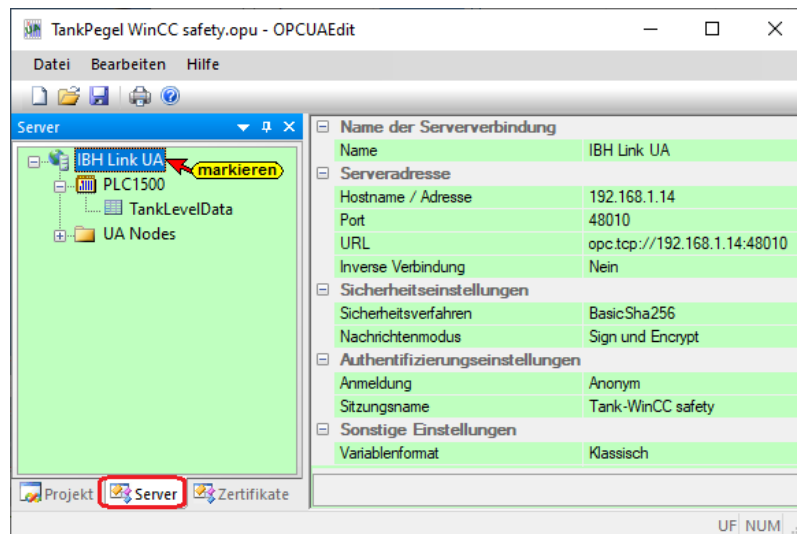 TankPegel WinCC safety.opu - OPCUAEdit
Datei Bearbeiten Hilfe
Server
IBH Link UA
markieren
PLC1500
TankLevelData
UA Nodes
Name der Serververbindung
Name IBH Link UA
Serveradresse
Hostname / Adresse 192.168.1.14
Port 48010
URL opc.tcp://192.168.1.14:48010
Inverse Verbindung Nein
Sicherheitseinstellungen
Sicherheitsverfahren BasicSha256
Nachrichtenmodus Sign und Encrypt
Authentifizierungseinstellungen
Anmeldung Anonym
Sitzungsname Tank-WinCC safety
Sonstige Einstellungen
Variablenformat Klassisch
Projekt Server Zertifikate
UF NUM